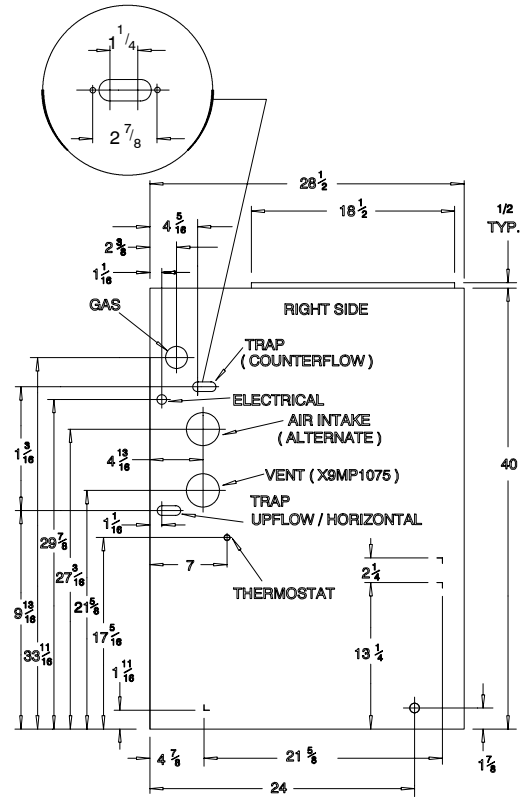 1 1/4
2 7/8
28 1/2
18 1/2
1/2
TYP.
4 5/16
2 3/8
1 1/16
GAS
RIGHT SIDE
TRAP
( COUNTERFLOW )
ELECTRICAL
AIR INTAKE
( ALTERNATE )
1 3/16
4 13/16
40
VENT ( X9MP1075 )
TRAP
UPFLOW / HORIZONTAL
1 1/16
29 7/8
7
2 1/4
27 3/16
THERMOSTAT
9 13/16
21 5/8
17 5/16
33 11/16
13 1/4
1 11/16
4 7/8
21 5/8
1 7/8
24